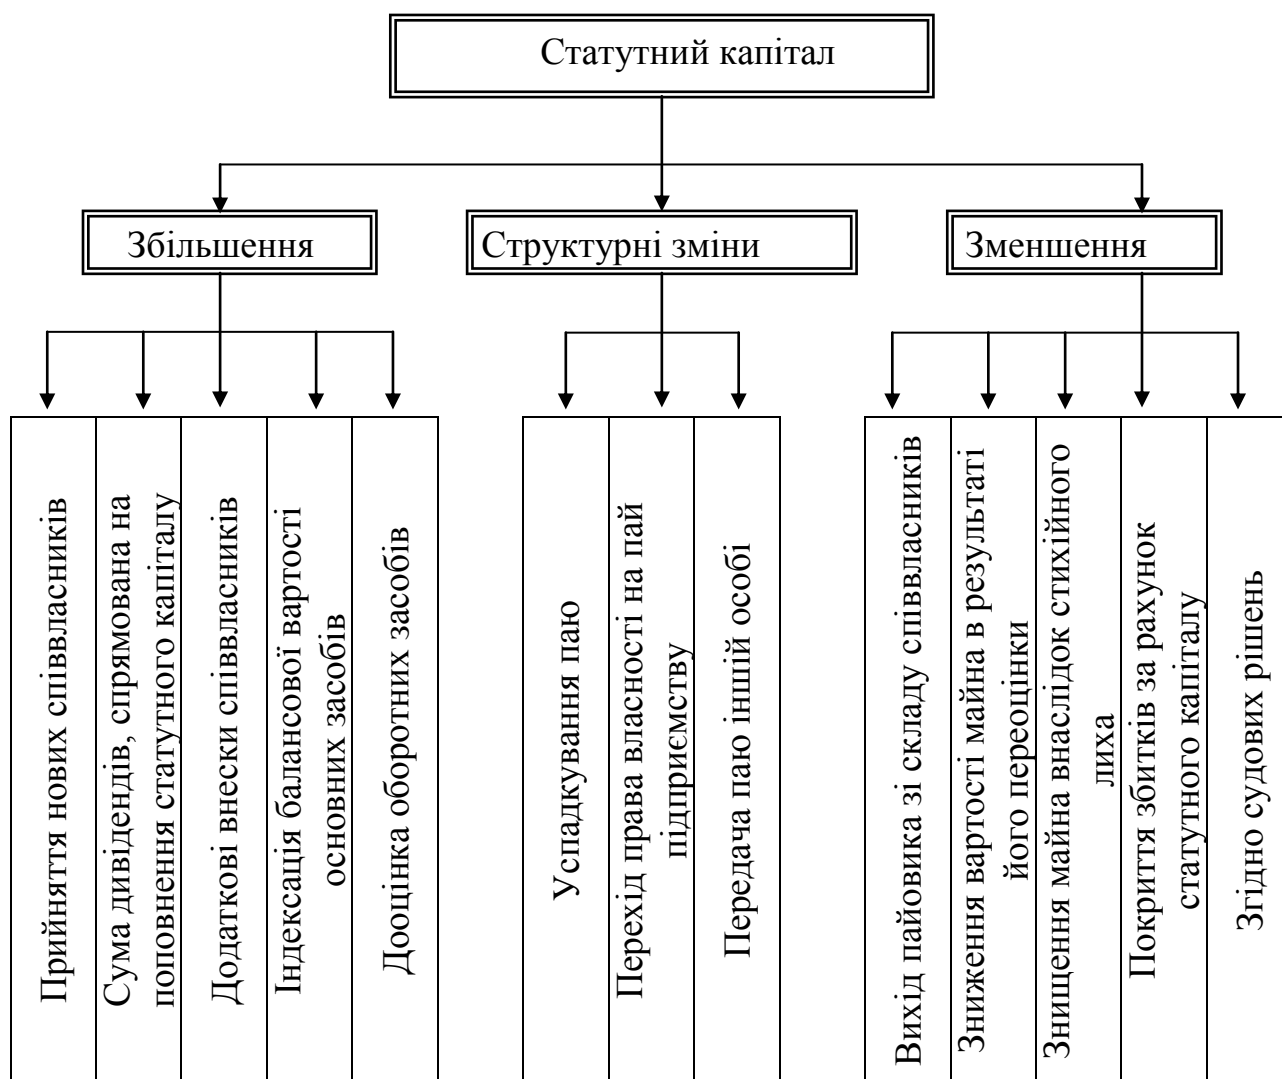 Статутний капітал
Збільшення
Структурні зміни
Зменшення
Прийняття нових співвласників
Сума дивідендів, спрямована на
поповнення статутного капіталу
Додаткові внески співвласників
Індексація балансової вартості
основних засобів
Дооцінка оборотних засобів
Успадкування паю
Перехід права власності на пай
підприємству
Передача паю іншій особі
Вихід пайовика зі складу співвласників
Зниження вартості майна в результаті
його переоцінки
Знищення майна внаслідок стихійного
лиха
Покриття збитків за рахунок
статутного капіталу
Згідно судових рішень